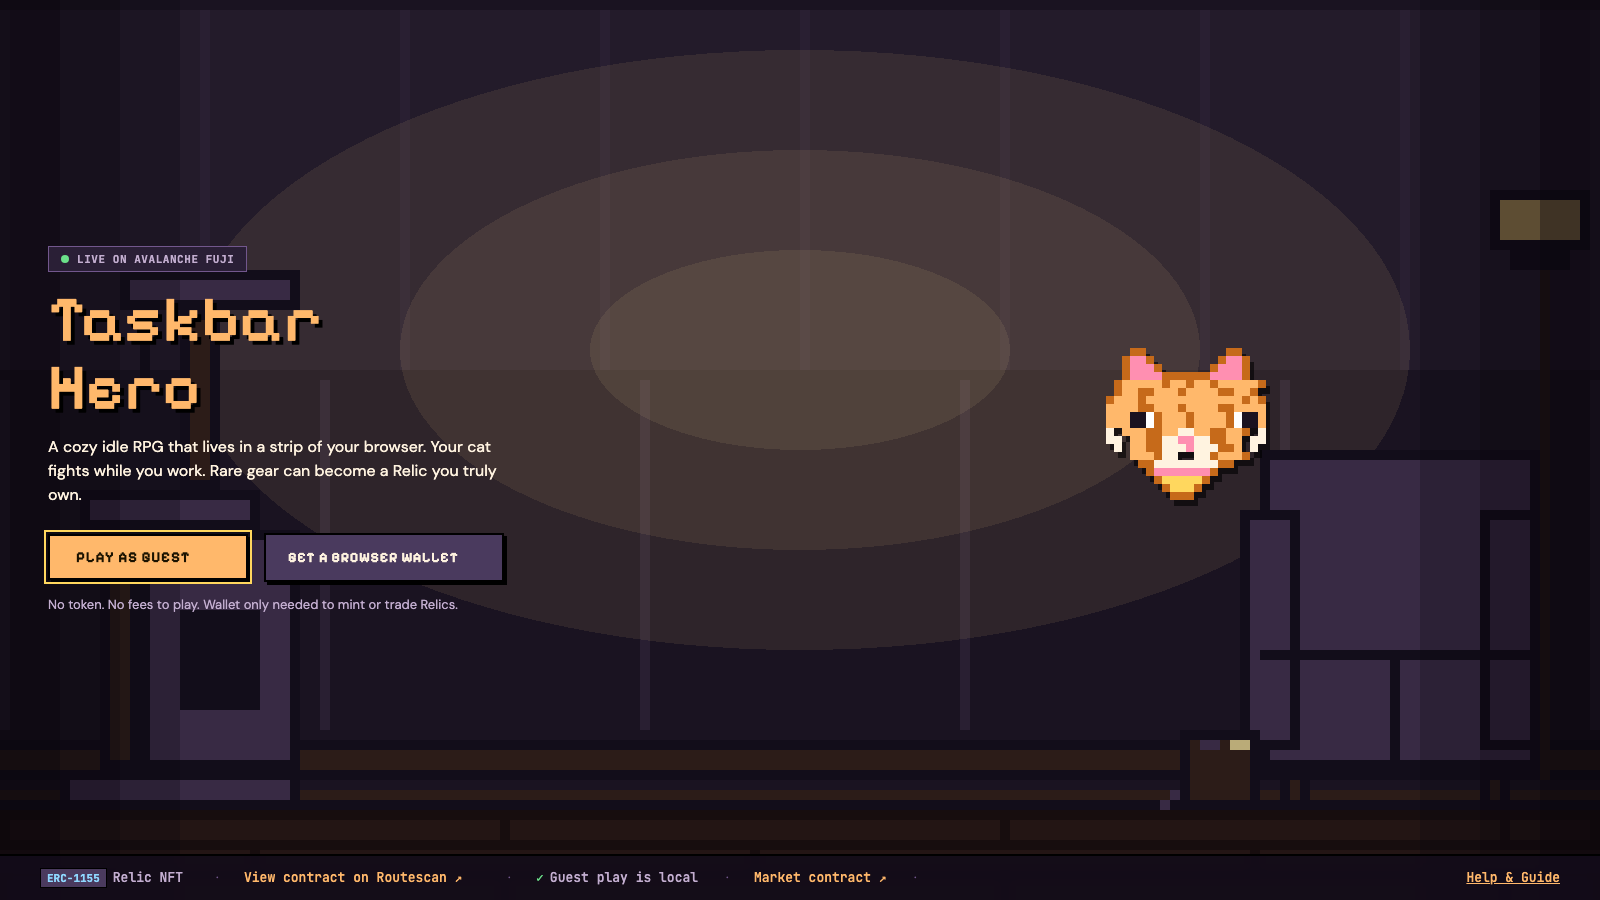 LIVE ON AVALANCHE FUJI
Taskbar
Hero
A cozy idle RPG that lives in a strip of your browser. Your cat
fights while you work. Rare gear can become a Relic you truly
own.
PLAY AS GUEST
GET A BROWSER WALLET
No token. No fees to play. Wallet only needed to mint or trade Relics.
ERC-1155 Relic NFT · View contract on Routescan ↗ · ✓ Guest play is local · Market contract ↗ · Help & Guide